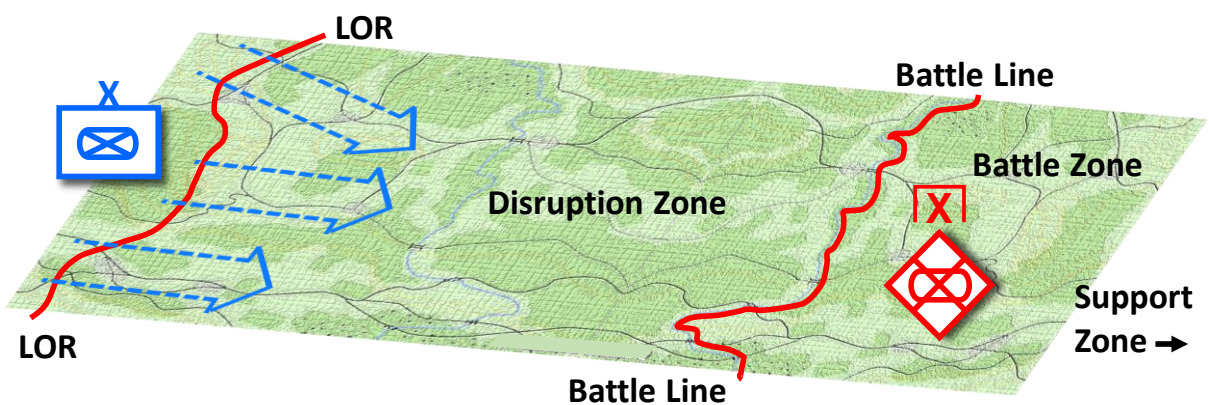 LOR
X
Battle Line
Battle Zone
Disruption Zone
X
Support
Zone →
LOR
Battle Line